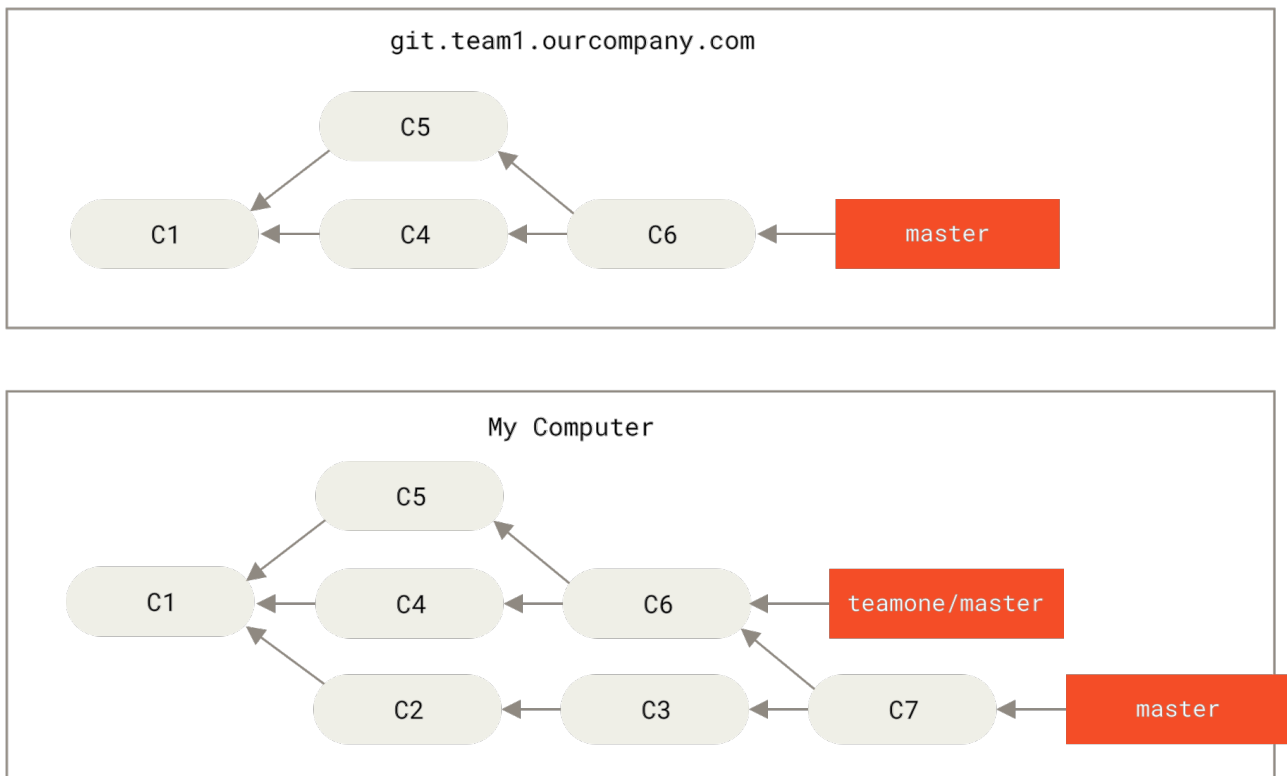 git.team1.ourcompany.com
C5
C1 C4 C6 master
My Computer
C5
C1 C4 C6 teamone/master
C2 C3 C7 master